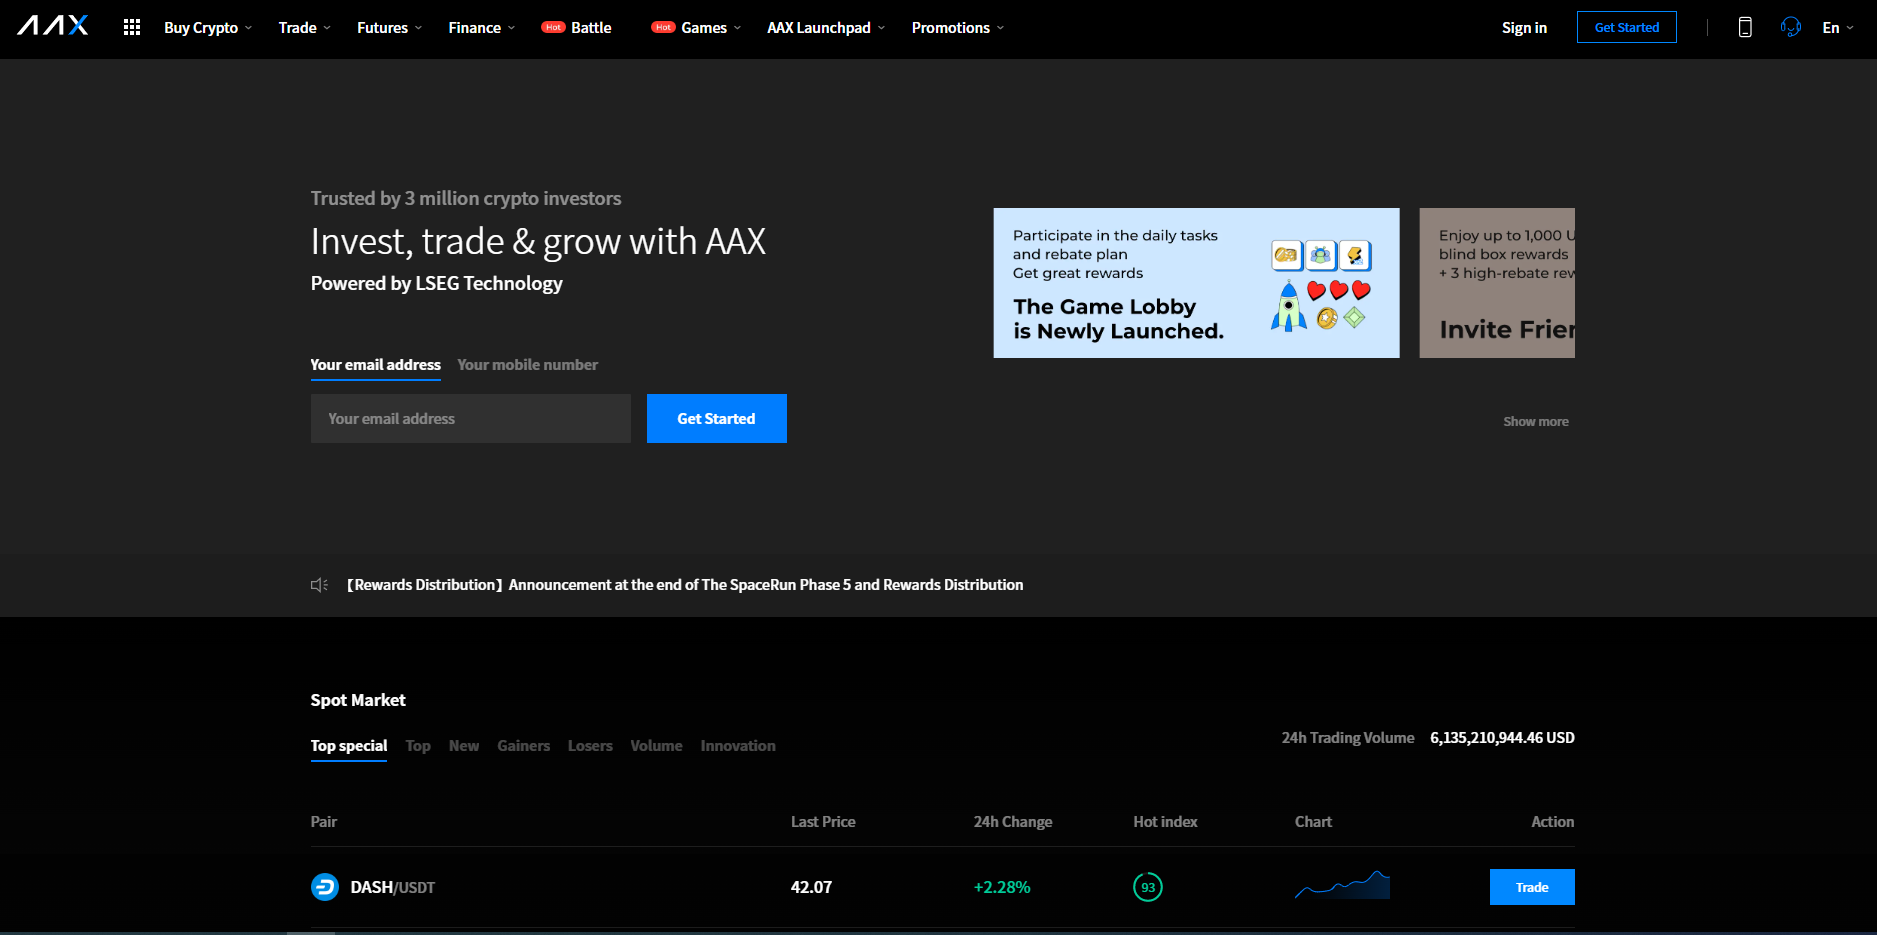 AAX Buy Crypto Trade Futures Finance Hot Battle Hot Games AAX Launchpad Promotions Sign in Get Started En
Trusted by 3 million crypto investors
Invest, trade & grow with AAX
Powered by LSEG Technology
Your email address Your mobile number
Your email address Get Started
Participate in the daily tasks
and rebate plan
Get great rewards
The Game Lobby
is Newly Launched.
Enjoy up to 1,000 U
blind box rewards
+ 3 high-rebate rew
Invite Frien
Show more
【Rewards Distribution】Announcement at the end of The SpaceRun Phase 5 and Rewards Distribution
Spot Market
Top special Top New Gainers Losers Volume Innovation
24h Trading Volume 6,135,210,944.46 USD
Pair Last Price 24h Change Hot index Chart Action
DASH/USDT 42.07 +2.28% 93 Trade